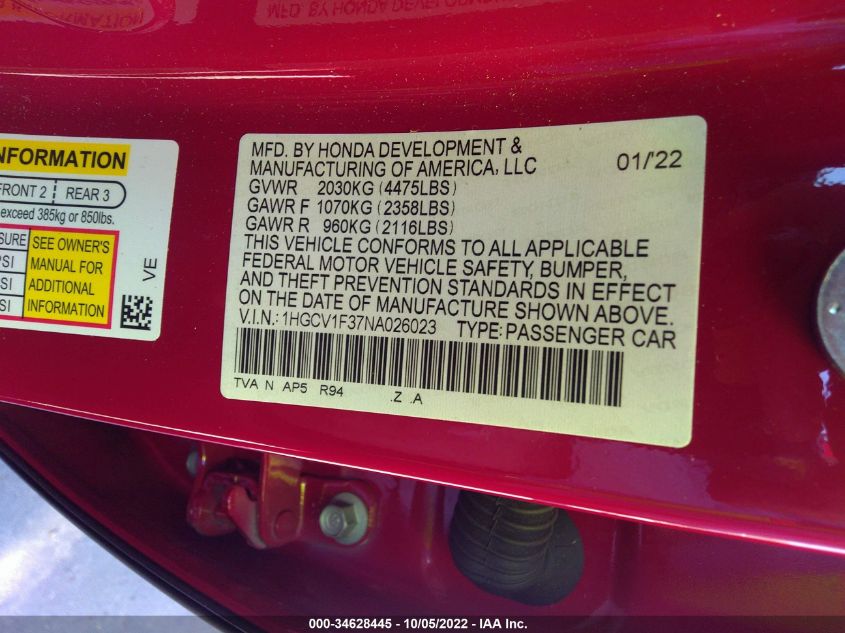 NFORMATION
FRONT 2 REAR 3
exceed 385kg or 850lbs.
SURE
PSI
SI
SI
SEE OWNER'S
MANUAL FOR
ADDITIONAL
INFORMATION
VE
MFD. BY HONDA DEVELOPMENT &
MANUFACTURING OF AMERICA, LLC 01/'22
GVWR 2030KG (4475LBS)
GAWR F 1070KG (2358LBS)
GAWR R 960KG (2116LBS)
THIS VEHICLE CONFORMS TO ALL APPLICABLE
FEDERAL MOTOR VEHICLE SAFETY, BUMPER,
AND THEFT PREVENTION STANDARDS IN EFFECT
ON THE DATE OF MANUFACTURE SHOWN ABOVE.
V.I.N.: 1HGCV1F37NA026023 TYPE: PASSENGER CAR
TVA N AP5 R94 .Z .A
000-34628445 - 10/05/2022 - IAA Inc.